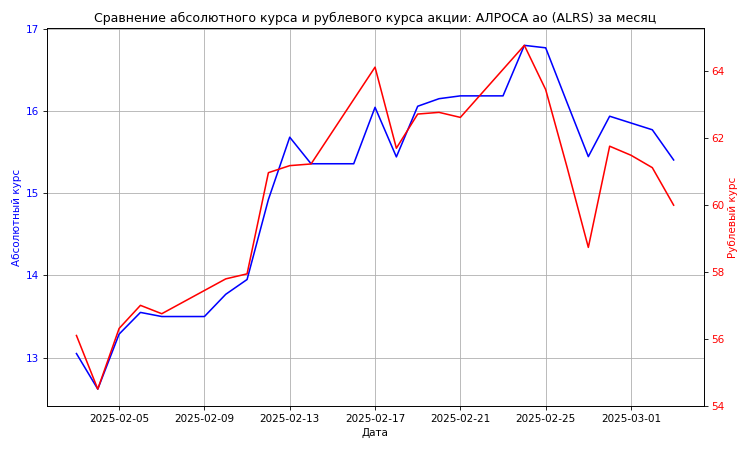 Сравнение абсолютного курса и рублевого курса акции: АЛРОСА ао (ALRS) за месяц
17
16
15
14
13
Абсолютный курс
64
62
60
58
56
54
Рублевый курс
2025-02-05 2025-02-09 2025-02-13 2025-02-17 2025-02-21 2025-02-25 2025-03-01
Дата